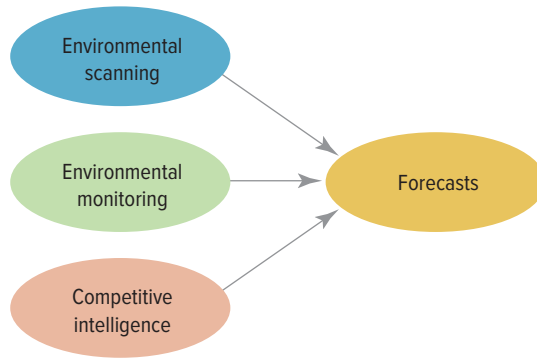 Environmental
scanning
Environmental
monitoring
Forecasts
Competitive
intelligence